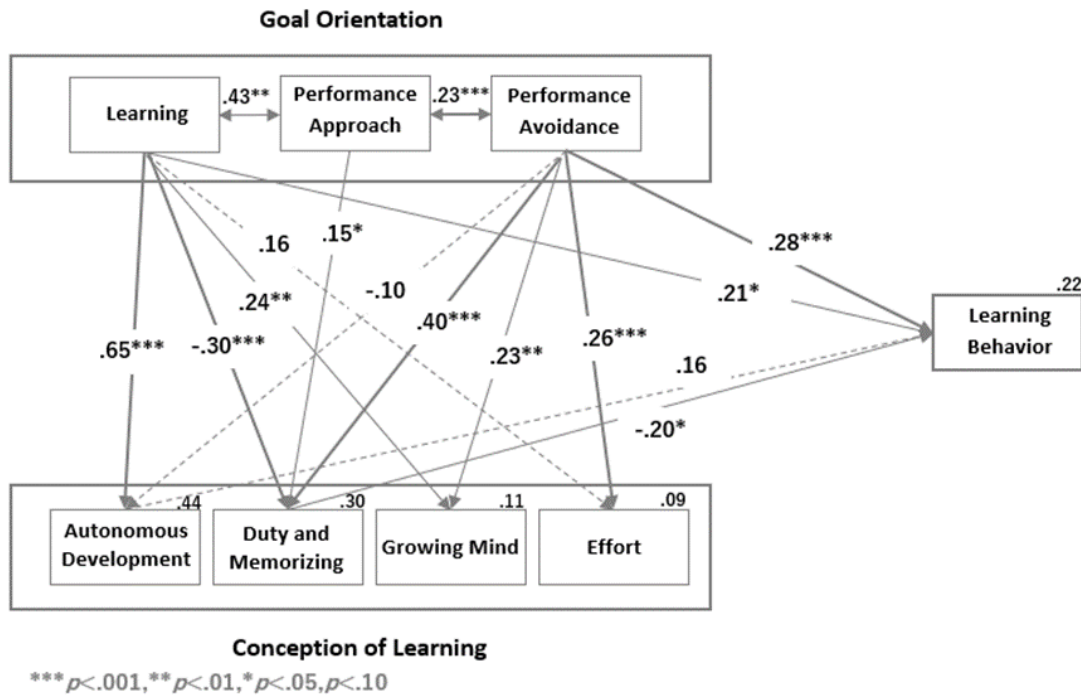 Goal Orientation
Learning
.43**
Performance
Approach
.23***
Performance
Avoidance
.15*
.16
-.10
.28***
.24**
.40***
.21*
.22
.65***
-.30***
.23**
.26***
Learning
Behavior
.16
-.20*
.44
.30
.11
.09
Autonomous
Development
Duty and
Memorizing
Growing Mind
Effort
Conception of Learning
***p<.001,**p<.01,*p<.05,p<.10